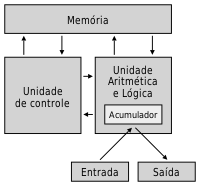 Memória
Unidade
de controle
Unidade
Aritmética
e Lógica
Acumulador
Entrada
Saída